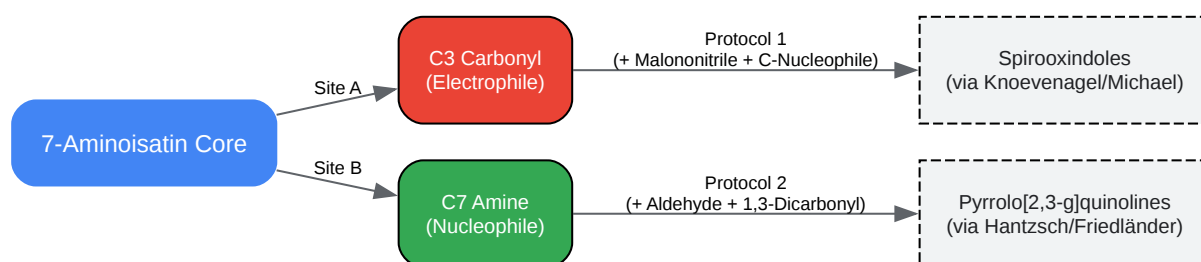 7-Aminoisatin Core
Site A
Site B
C3 Carbonyl
(Electrophile)
C7 Amine
(Nucleophile)
Protocol 1
(+ Malononitrile + C-Nucleophile)
Protocol 2
(+ Aldehyde + 1,3-Dicarbonyl)
Spirooxindoles
(via Knoevenagel/Michael)
Pyrrolo[2,3-g]quinolines
(via Hantzsch/Friedländer)